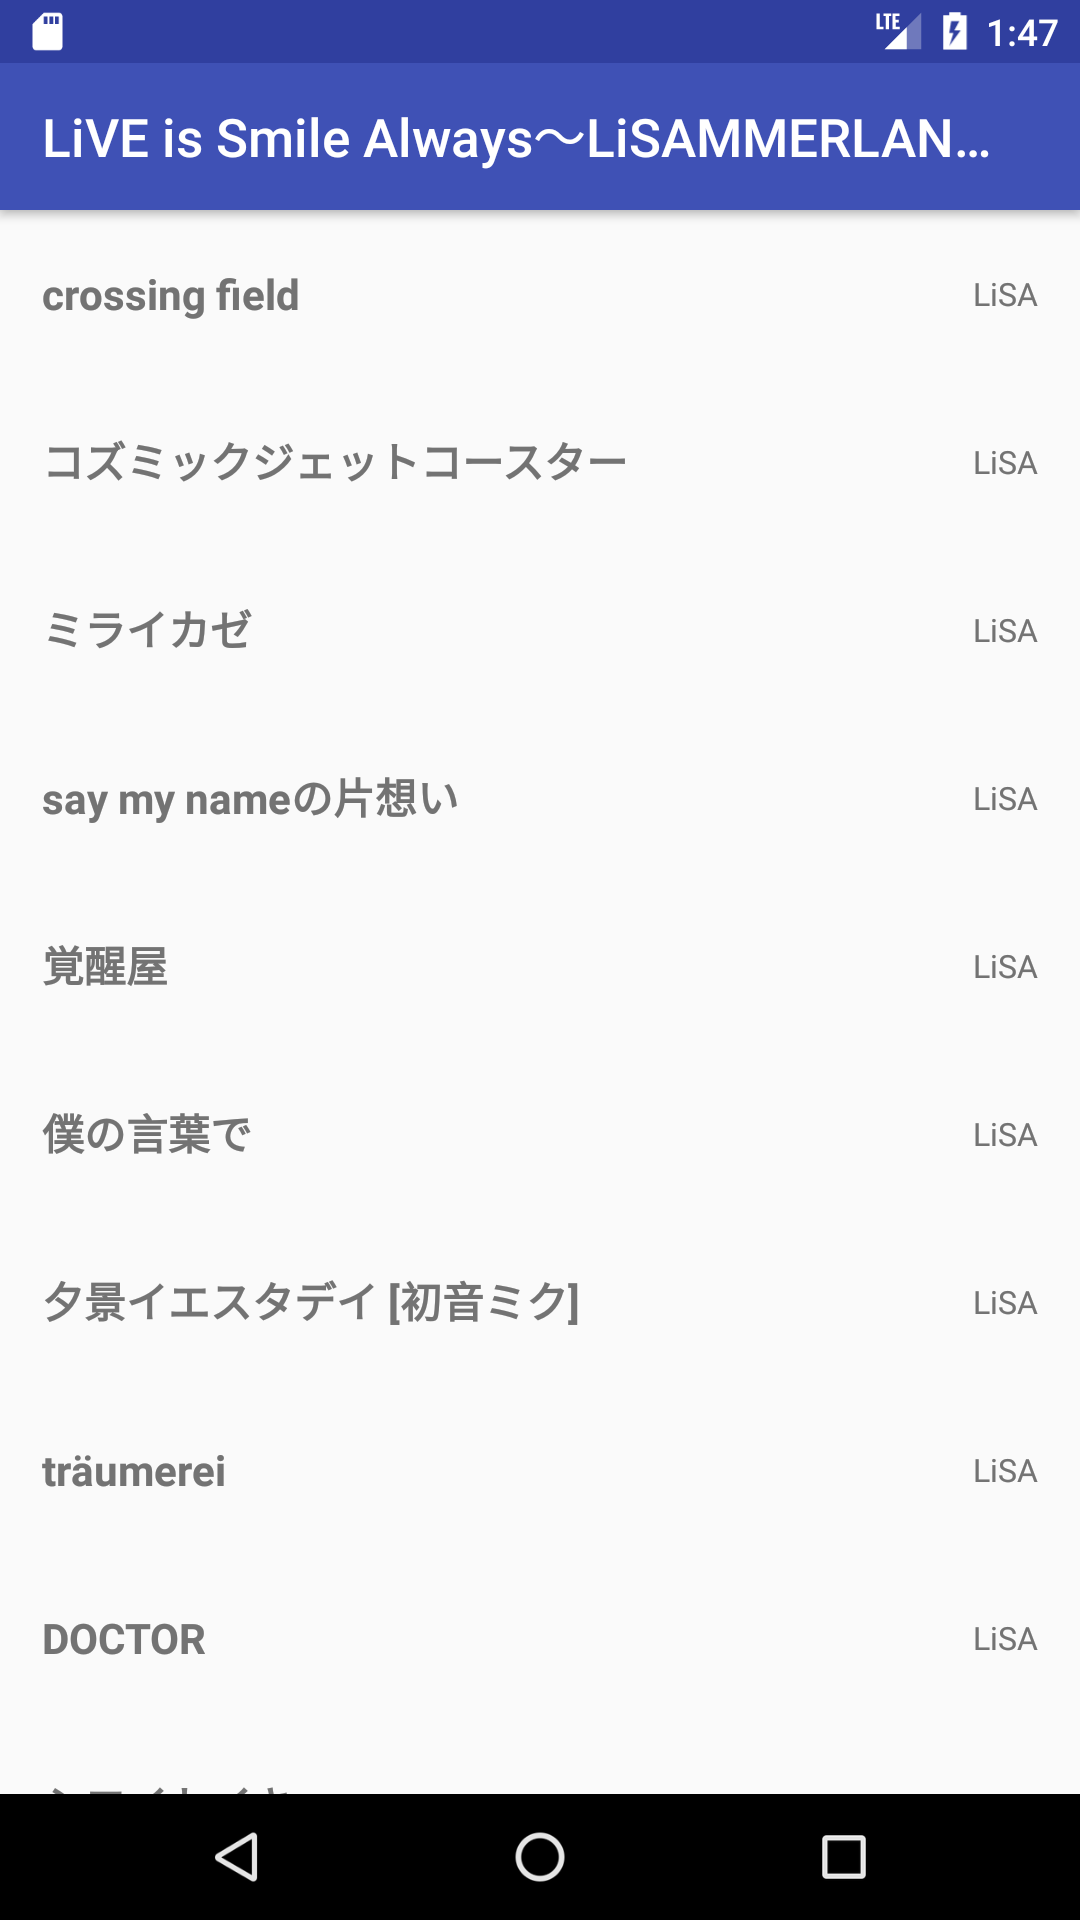 LTE 1:47
LiVE is Smile Always～LiSAMMERLAN…
crossing field LiSA
コズミックジェットコースター LiSA
ミライカゼ LiSA
say my nameの片想い LiSA
覚醒屋 LiSA
僕の言葉で LiSA
夕景イエスタデイ [初音ミク] LiSA
träumerei LiSA
DOCTOR LiSA